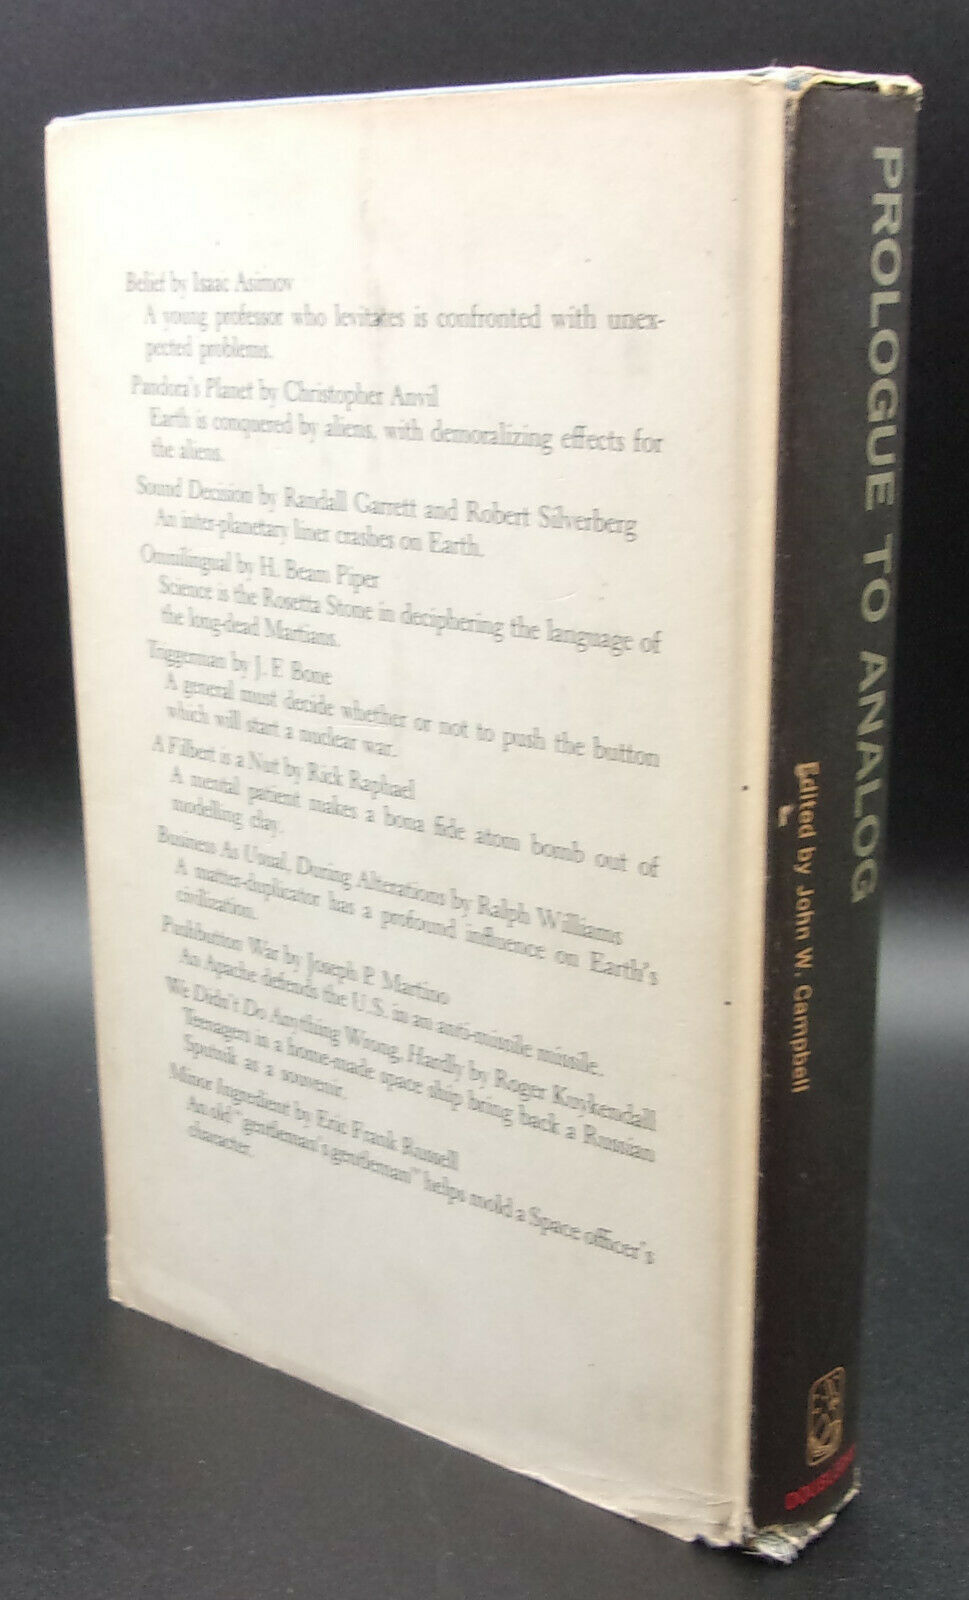 Belief by Isaac Asimov
A young professor who levitates is confronted with unex-
pected problems.
Pandora's Planet by Christopher Anvil
Earth is conquered by aliens, with demoralizing effects for
the aliens.
Sound Decision by Randall Garrett and Robert Silverberg
An inter-planetary liner crashes on Earth.
Omnilingual by H. Beam Piper
Science is the Rosetta Stone in deciphering the language of
the long-dead Martians.
Triggerman by J. F. Bone
A general must decide whether or not to push the button
which will start a nuclear war.
A Filbert is a Nut by Rick Raphael
A mental patient makes a bona fide atom bomb out of
modelling clay.
Business As Usual, During Alterations by Ralph Williams
A matter-duplicator has a profound influence on Earth's
civilization.
Pushbutton War by Joseph P. Martino
An Apache defends the U.S. in an anti-missile missile.
We Didn't Do Anything Wrong, Hardly by Roger Kuykendall
Teenagers in a home-made space ship bring back a Russian
Sputnik as a souvenir.
Minor Ingredient by Eric Frank Russell
An old "gentleman's gentleman" helps mold a Space officer's
character.
PROLOGUE TO ANALOG
Edited by John W. Campbell
DOUBLEDAY